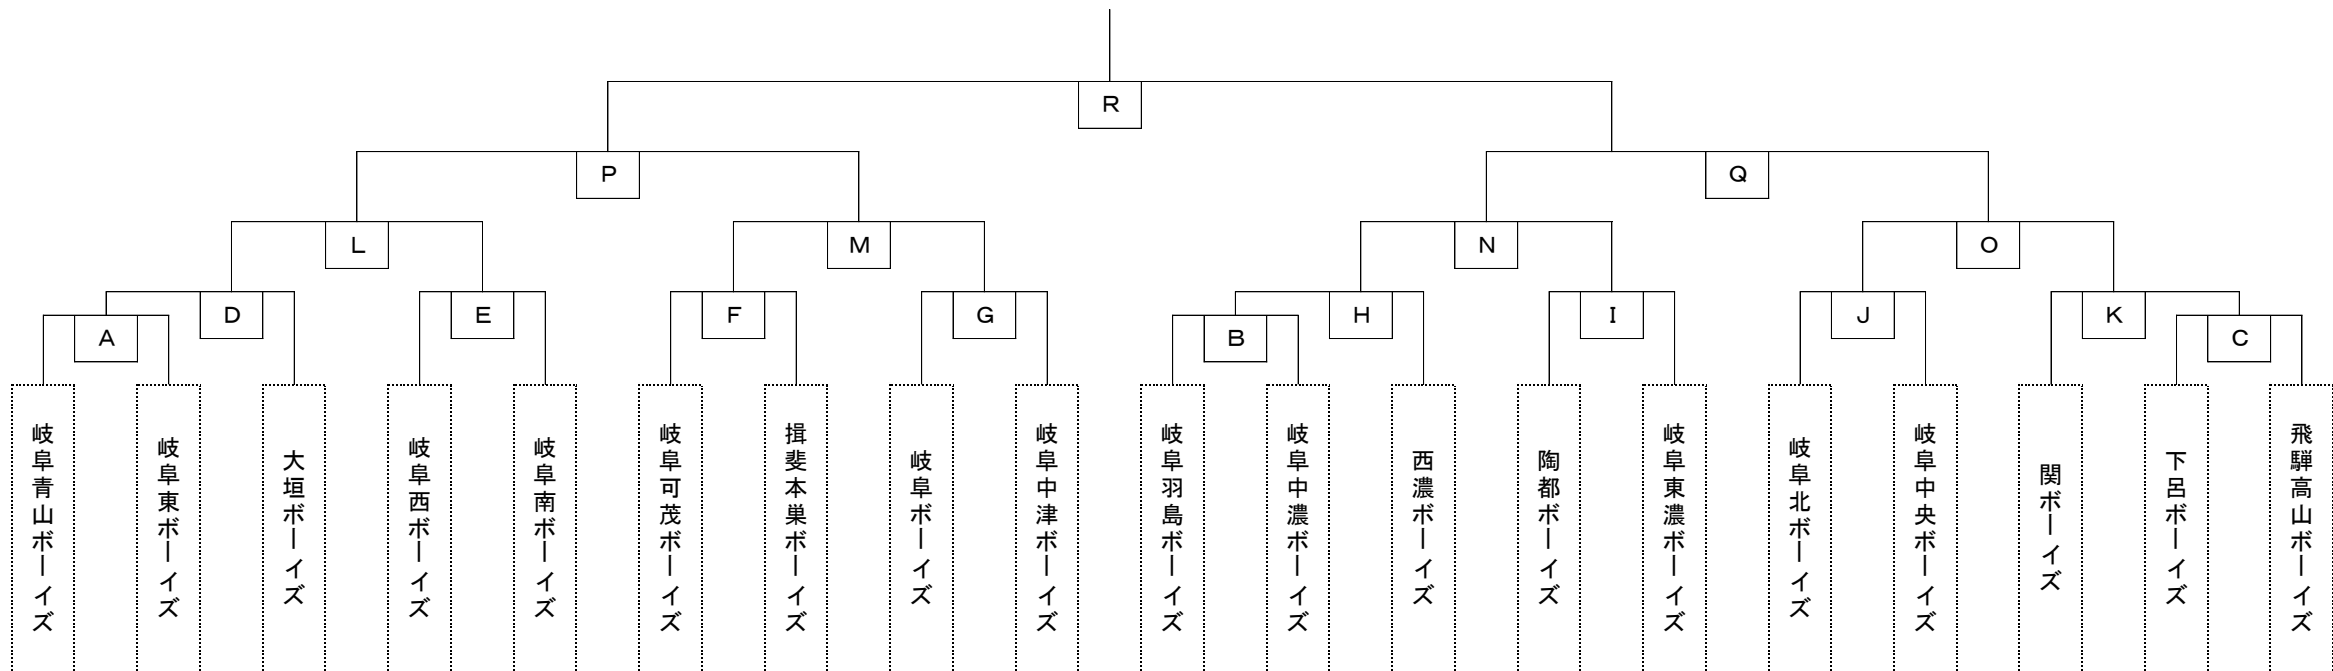 R
P
Q
L
M
N
O
D
E
F
G
H
I
J
K
A
B
C
岐阜青山ボーイズ
岐阜東ボーイズ
大垣ボーイズ
岐阜西ボーイズ
岐阜南ボーイズ
岐阜可茂ボーイズ
揖斐本巣ボーイズ
岐阜ボーイズ
岐阜中津ボーイズ
岐阜羽島ボーイズ
岐阜中濃ボーイズ
西濃ボーイズ
陶都ボーイズ
岐阜東濃ボーイズ
岐阜北ボーイズ
岐阜中央ボーイズ
関ボーイズ
下呂ボーイズ
飛騨高山ボーイズ